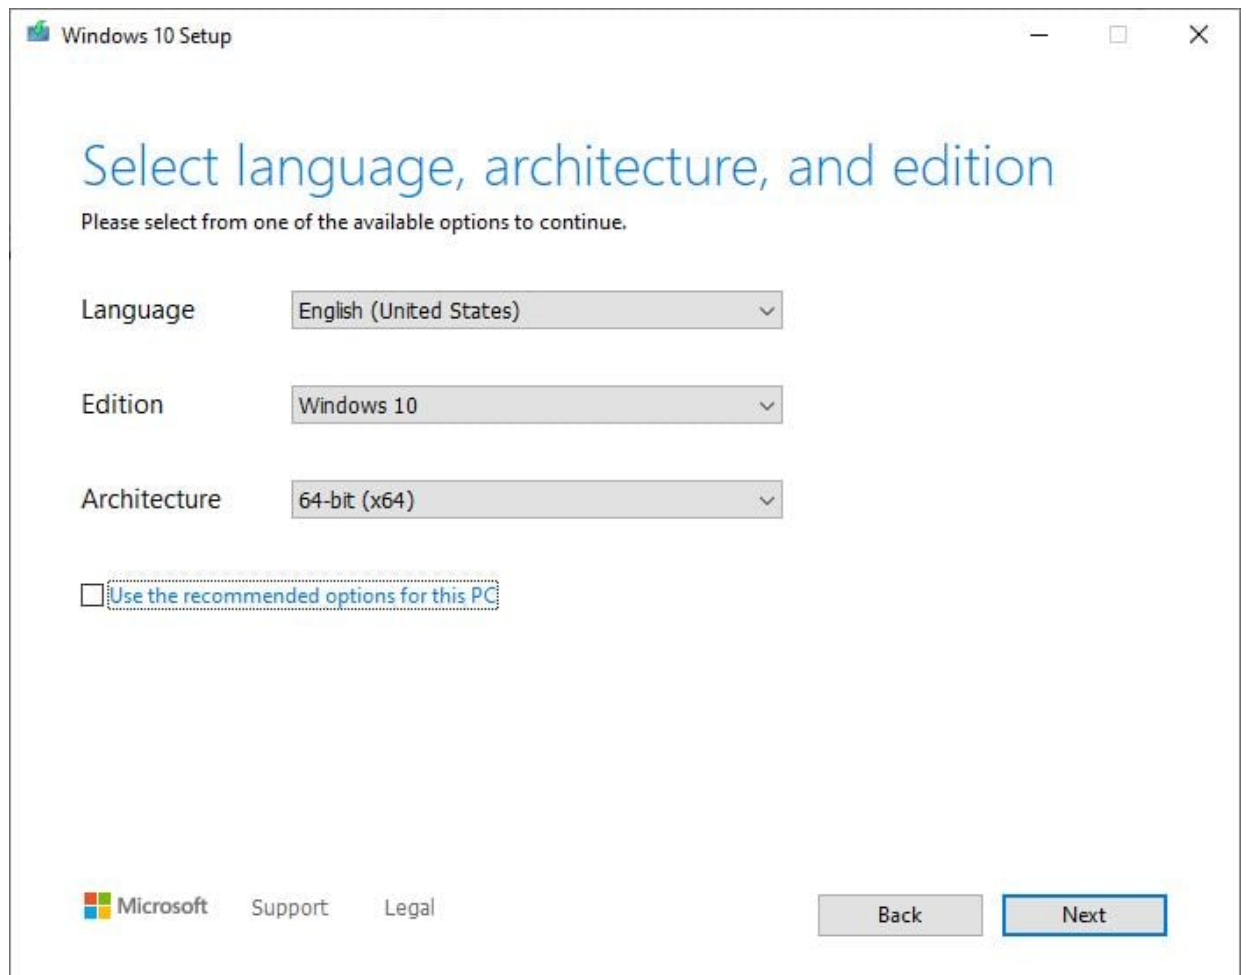 Windows 10 Setup
Select language, architecture, and edition
Please select from one of the available options to continue.
Language English (United States)
Edition Windows 10
Architecture 64-bit (x64)
Use the recommended options for this PC
Microsoft Support Legal Back Next